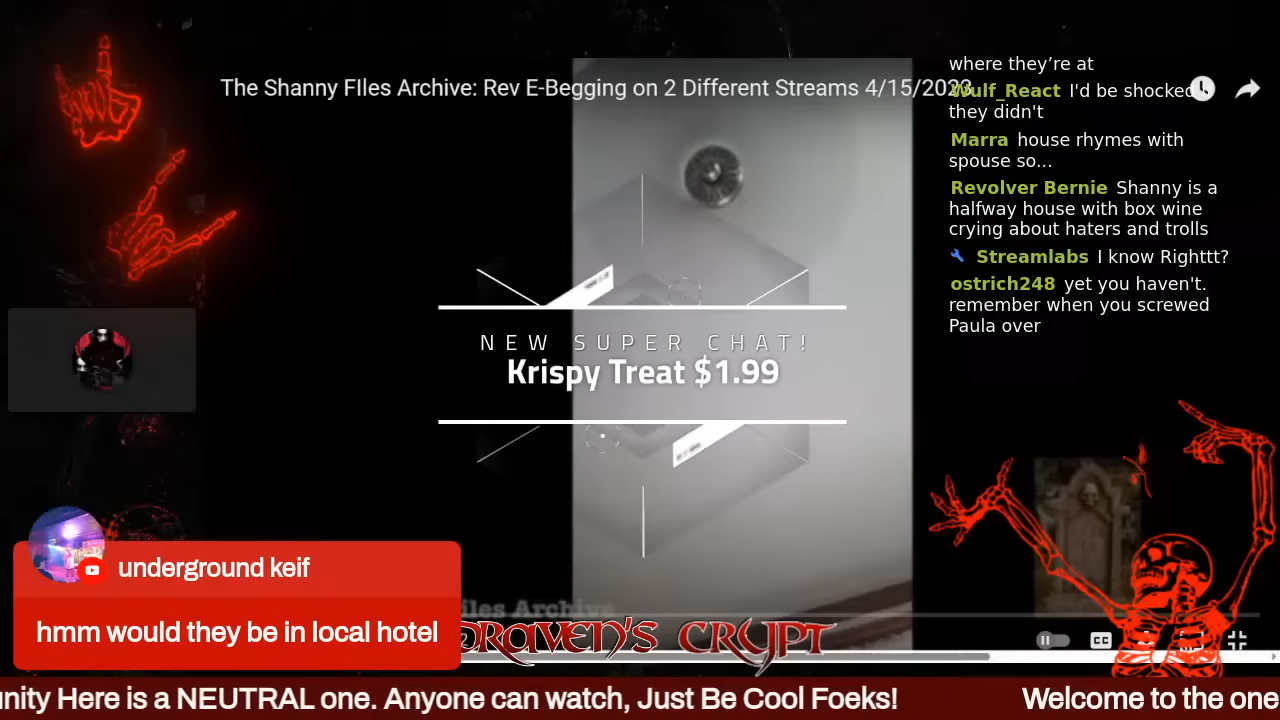 The Shanny FIles Archive: Rev E-Begging on 2 Different Streams 4/15/2023
where they're at
Wulf_React I'd be shocked
they didn't
Marra house rhymes with
spouse so...
Revolver Bernie Shanny is a
halfway house with box wine
crying about haters and trolls
Streamlabs I know Righttt?
ostrich248 yet you haven't.
remember when you screwed
Paula over
NEW SUPER CHAT!
Krispy Treat $1.99
underground keif
hmm would they be in local hotel
iles Archive
DRAVEN'S CRYPT
CC
unity Here is a NEUTRAL one. Anyone can watch, Just Be Cool Foeks! Welcome to the one